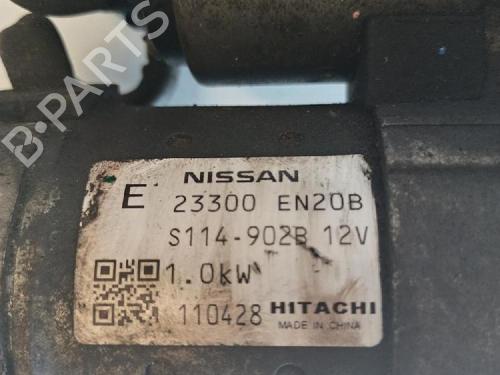 B-PARTS
NISSAN
E 23300 EN20B
S114-902B 12V
1.0kW
110428 HITACHI
MADE IN CHINA